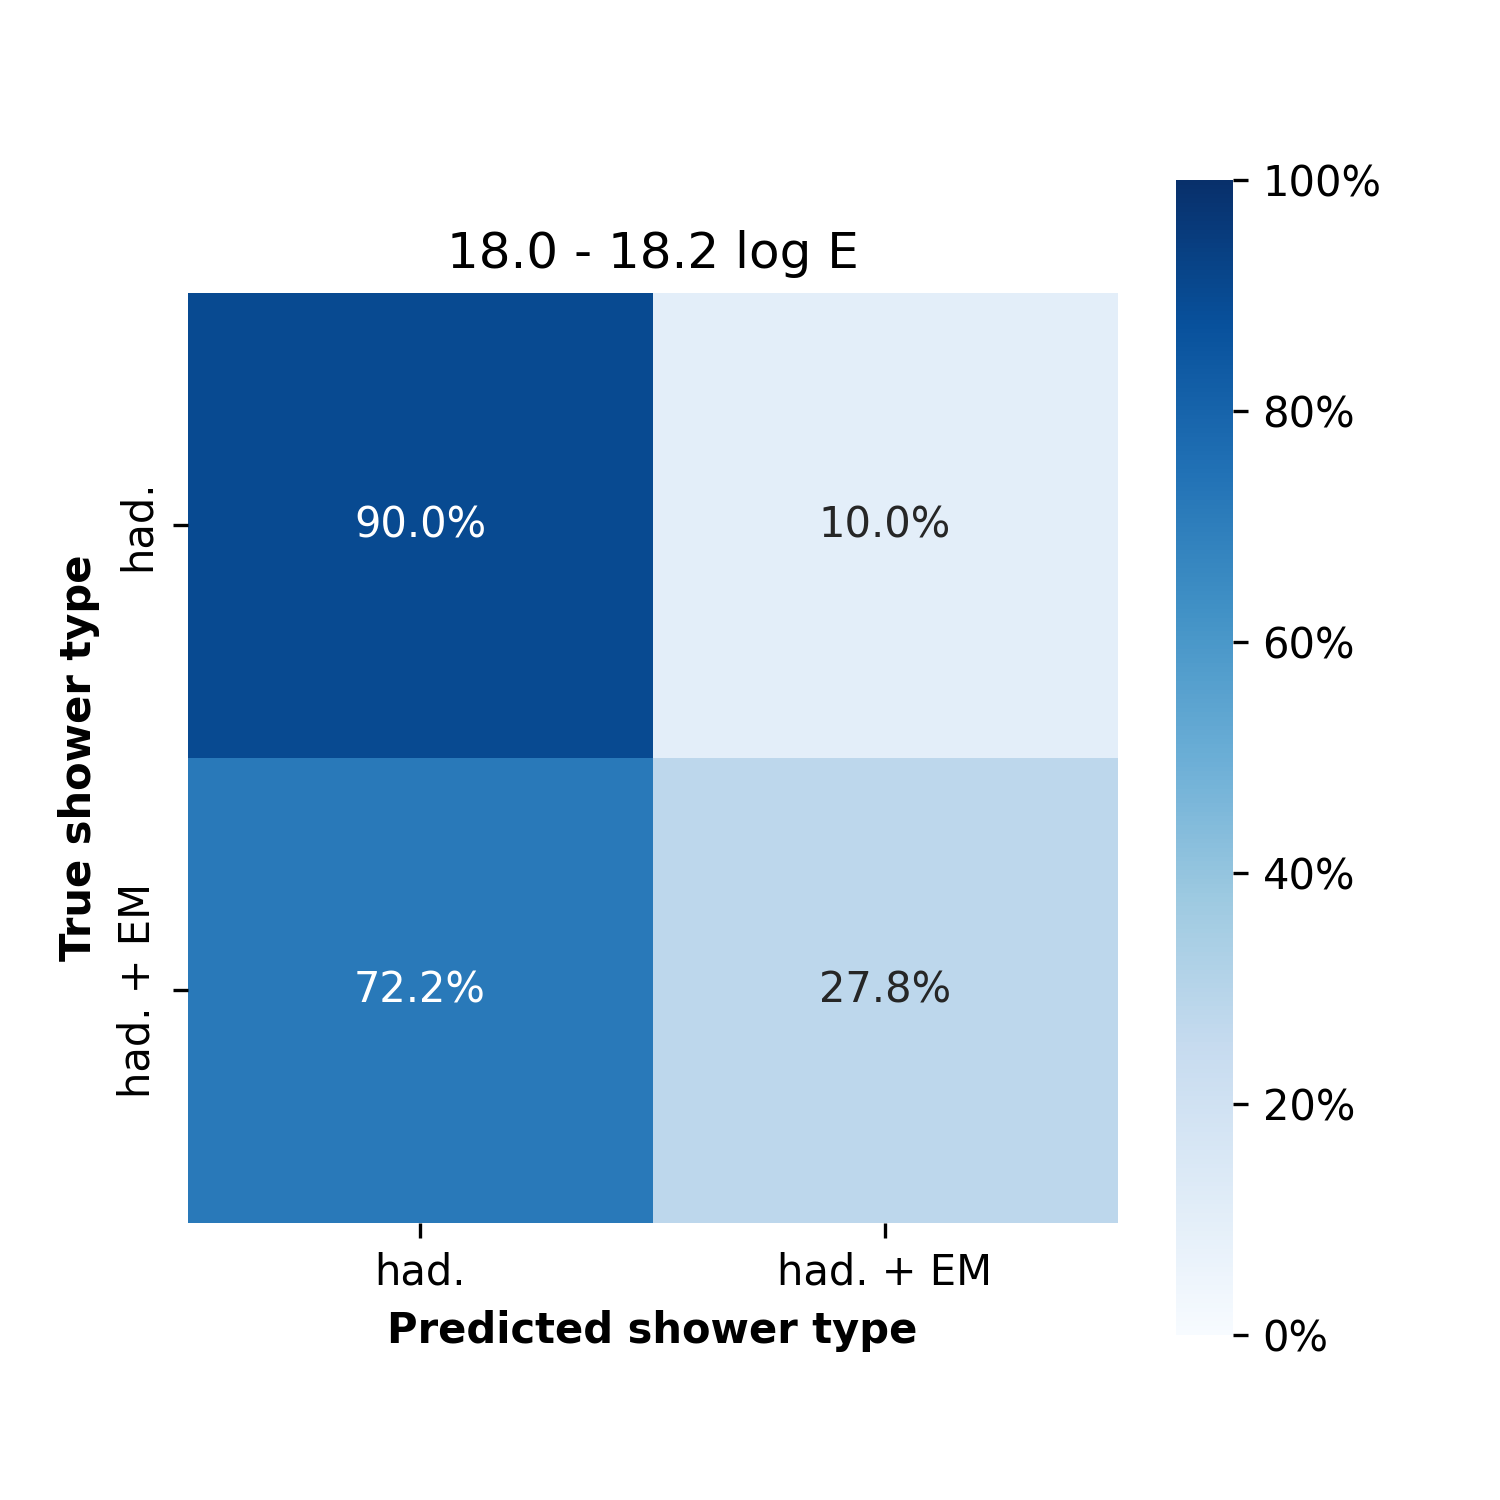 18.0 - 18.2 log E
100%
80%
60%
40%
20%
0%
True shower type
had.
had. + EM
90.0%
10.0%
72.2%
27.8%
had.
had. + EM
Predicted shower type